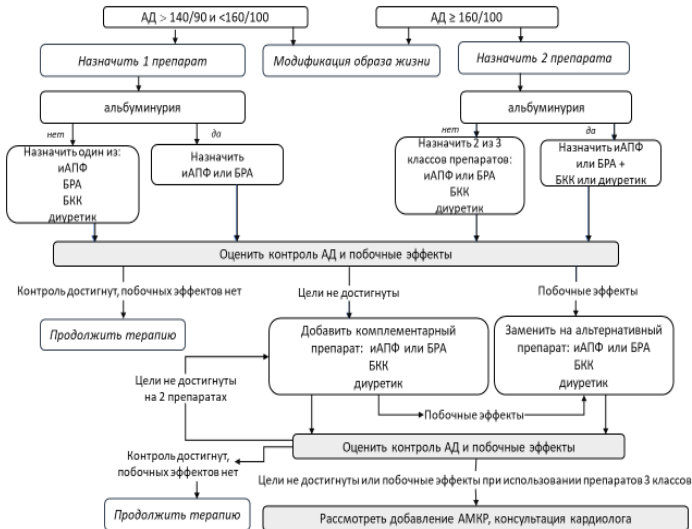 АД > 140/90 и <160/100
АД ≥ 160/100
Назначить 1 препарат
Модификация образа жизни
Назначить 2 препарата
альбуминурия
альбуминурия
нет
да
нет
да
Назначить один из:
иАПФ
БРА
БКК
диуретик
Назначить
иАПФ или БРА
Назначить 2 из 3
классов препаратов:
иАПФ или БРА
БКК
диуретик
Назначить иАПФ
или БРА +
БКК или диуретик
Оценить контроль АД и побочные эффекты
Контроль достигнут, побочных эффектов нет
Цели не достигнуты
Побочные эффекты
Продолжить терапию
Добавить комплементарный
препарат: иАПФ или БРА
БКК
диуретик
Заменить на альтернативный
препарат: иАПФ или БРА
БКК
диуретик
Цели не достигнуты
на 2 препаратах
Побочные эффекты
Оценить контроль АД и побочные эффекты
Контроль достигнут,
побочных эффектов нет
Цели не достигнуты или побочные эффекты при использовании препаратов 3 классов
Продолжить терапию
Рассмотреть добавление АМКР, консультация кардиолога